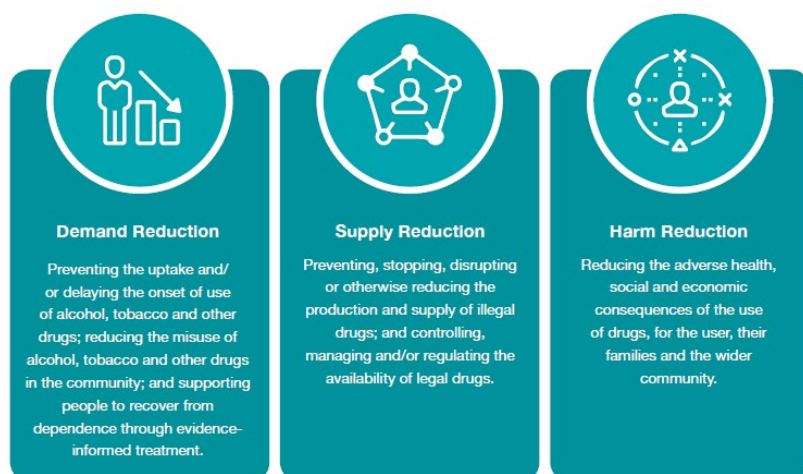 Demand Reduction
Preventing the uptake and/
or delaying the onset of use
of alcohol, tobacco and other
drugs; reducing the misuse of
alcohol, tobacco and other drugs
in the community; and supporting
people to recover from
dependence through evidence-
informed treatment.
Supply Reduction
Preventing, stopping, disrupting
or otherwise reducing the
production and supply of illegal
drugs; and controlling,
managing and/or regulating the
availability of legal drugs.
Harm Reduction
Reducing the adverse health,
social and economic
consequences of the use
of drugs, for the user, their
families and the wider
community.